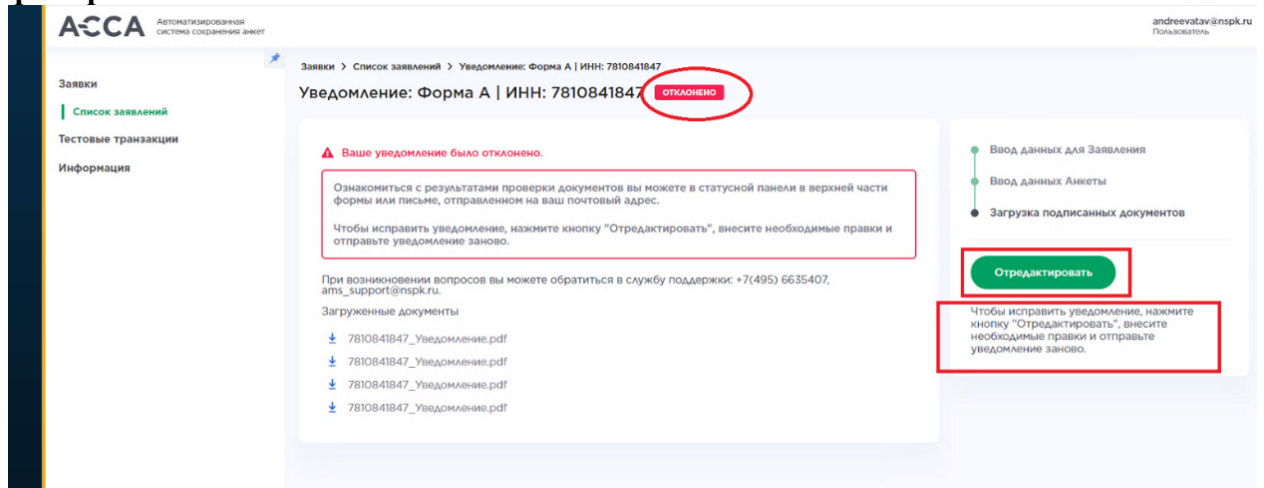 АССА
Автоматизированная
система сохранения анкет
andreevatav@nspk.ru
Пользователь
Заявки
Список заявлений
Тестовые транзакции
Информация
Заявки > Список заявлений > Уведомление: Форма А | ИНН: 7810841847
Уведомление: Форма А | ИНН: 7810841847 ОТКЛОНЕНО
Ваше уведомление было отклонено.
Ознакомиться с результатами проверки документов вы можете в статусной панели в верхней части
формы или письме, отправленном на ваш почтовый адрес.
Чтобы исправить уведомление, нажмите кнопку "Отредактировать", внесите необходимые правки и
отправьте уведомление заново.
При возникновении вопросов вы можете обратиться в службу поддержки: +7(495) 6635407,
ams_support@nspk.ru.
Загруженные документы
7810841847_Уведомление.pdf
7810841847_Уведомление.pdf
7810841847_Уведомление.pdf
7810841847_Уведомление.pdf
Ввод данных для Заявления
Ввод данных Анкеты
Загрузка подписанных документов
Отредактировать
Чтобы исправить уведомление, нажмите
кнопку "Отредактировать", внесите
необходимые правки и отправьте
уведомление заново.